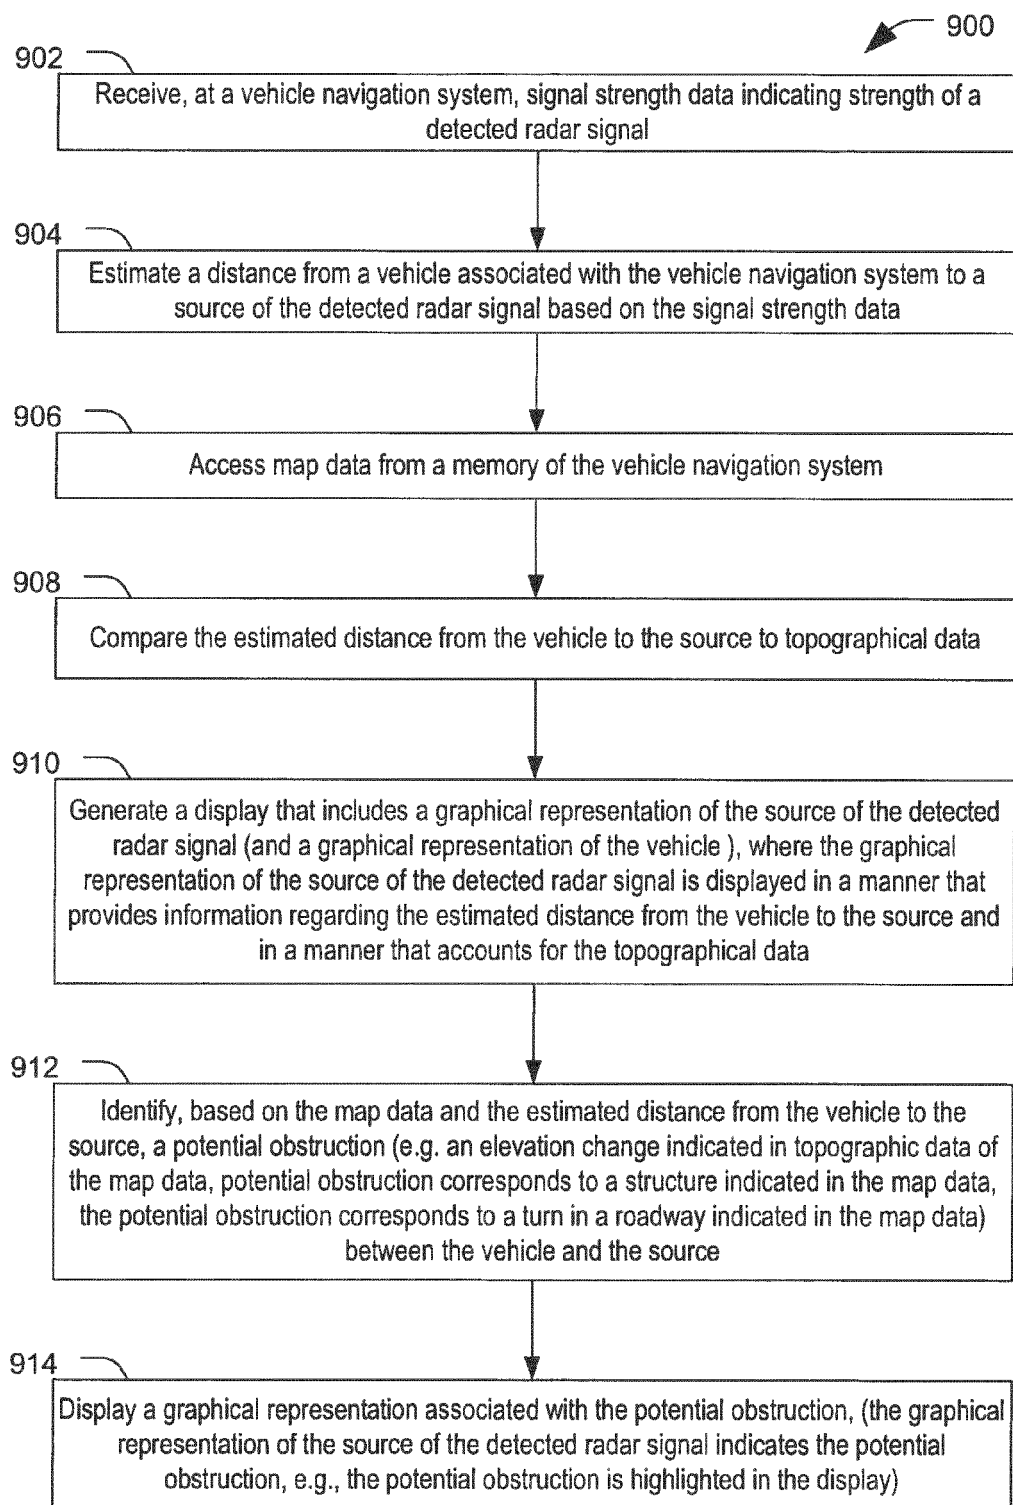 900
902
Receive, at a vehicle navigation system, signal strength data indicating strength of a
detected radar signal
904
Estimate a distance from a vehicle associated with the vehicle navigation system to a
source of the detected radar signal based on the signal strength data
906
Access map data from a memory of the vehicle navigation system
908
Compare the estimated distance from the vehicle to the source to topographical data
910
Generate a display that includes a graphical representation of the source of the detected
radar signal (and a graphical representation of the vehicle ), where the graphical
representation of the source of the detected radar signal is displayed in a manner that
provides information regarding the estimated distance from the vehicle to the source and
in a manner that accounts for the topographical data
912
Identify, based on the map data and the estimated distance from the vehicle to the
source, a potential obstruction (e.g. an elevation change indicated in topographic data of
the map data, potential obstruction corresponds to a structure indicated in the map data,
the potential obstruction corresponds to a turn in a roadway indicated in the map data)
between the vehicle and the source
914
Display a graphical representation associated with the potential obstruction, (the graphical
representation of the source of the detected radar signal indicates the potential
obstruction, e.g., the potential obstruction is highlighted in the display)